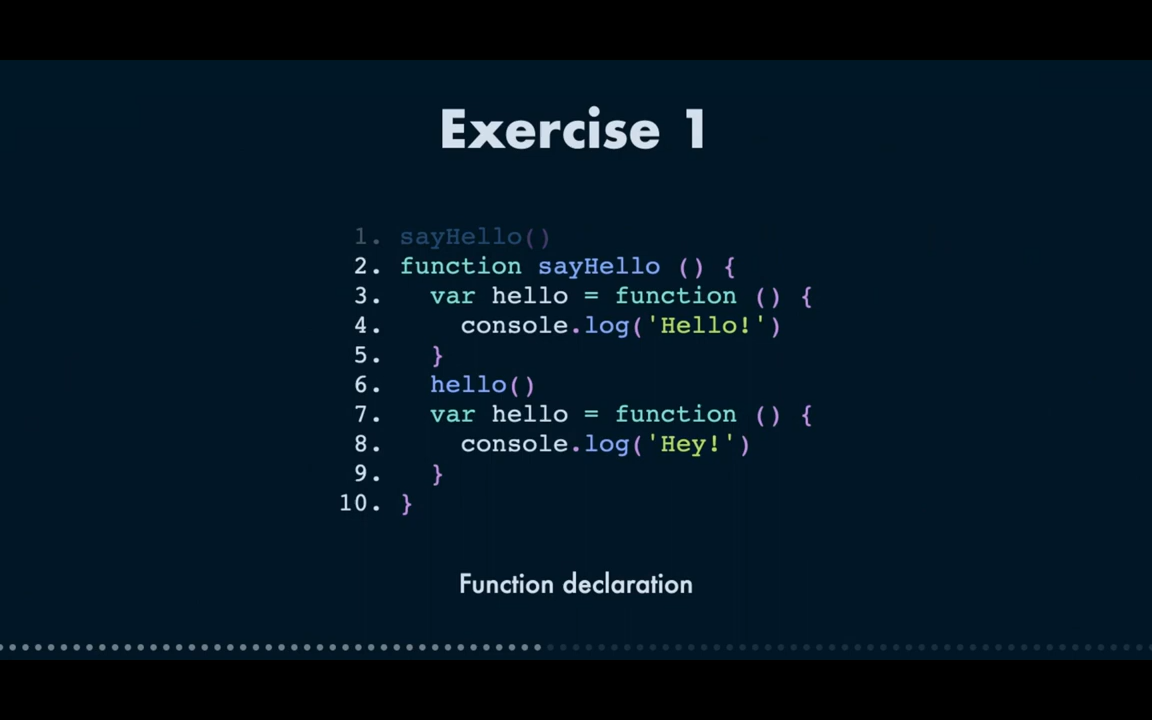 Exercise 1
1. sayHello()
2. function sayHello () {
3.   var hello = function () {
4.     console.log('Hello!')
5.   }
6.   hello()
7.   var hello = function () {
8.     console.log('Hey!')
9.   }
10. }
Function declaration